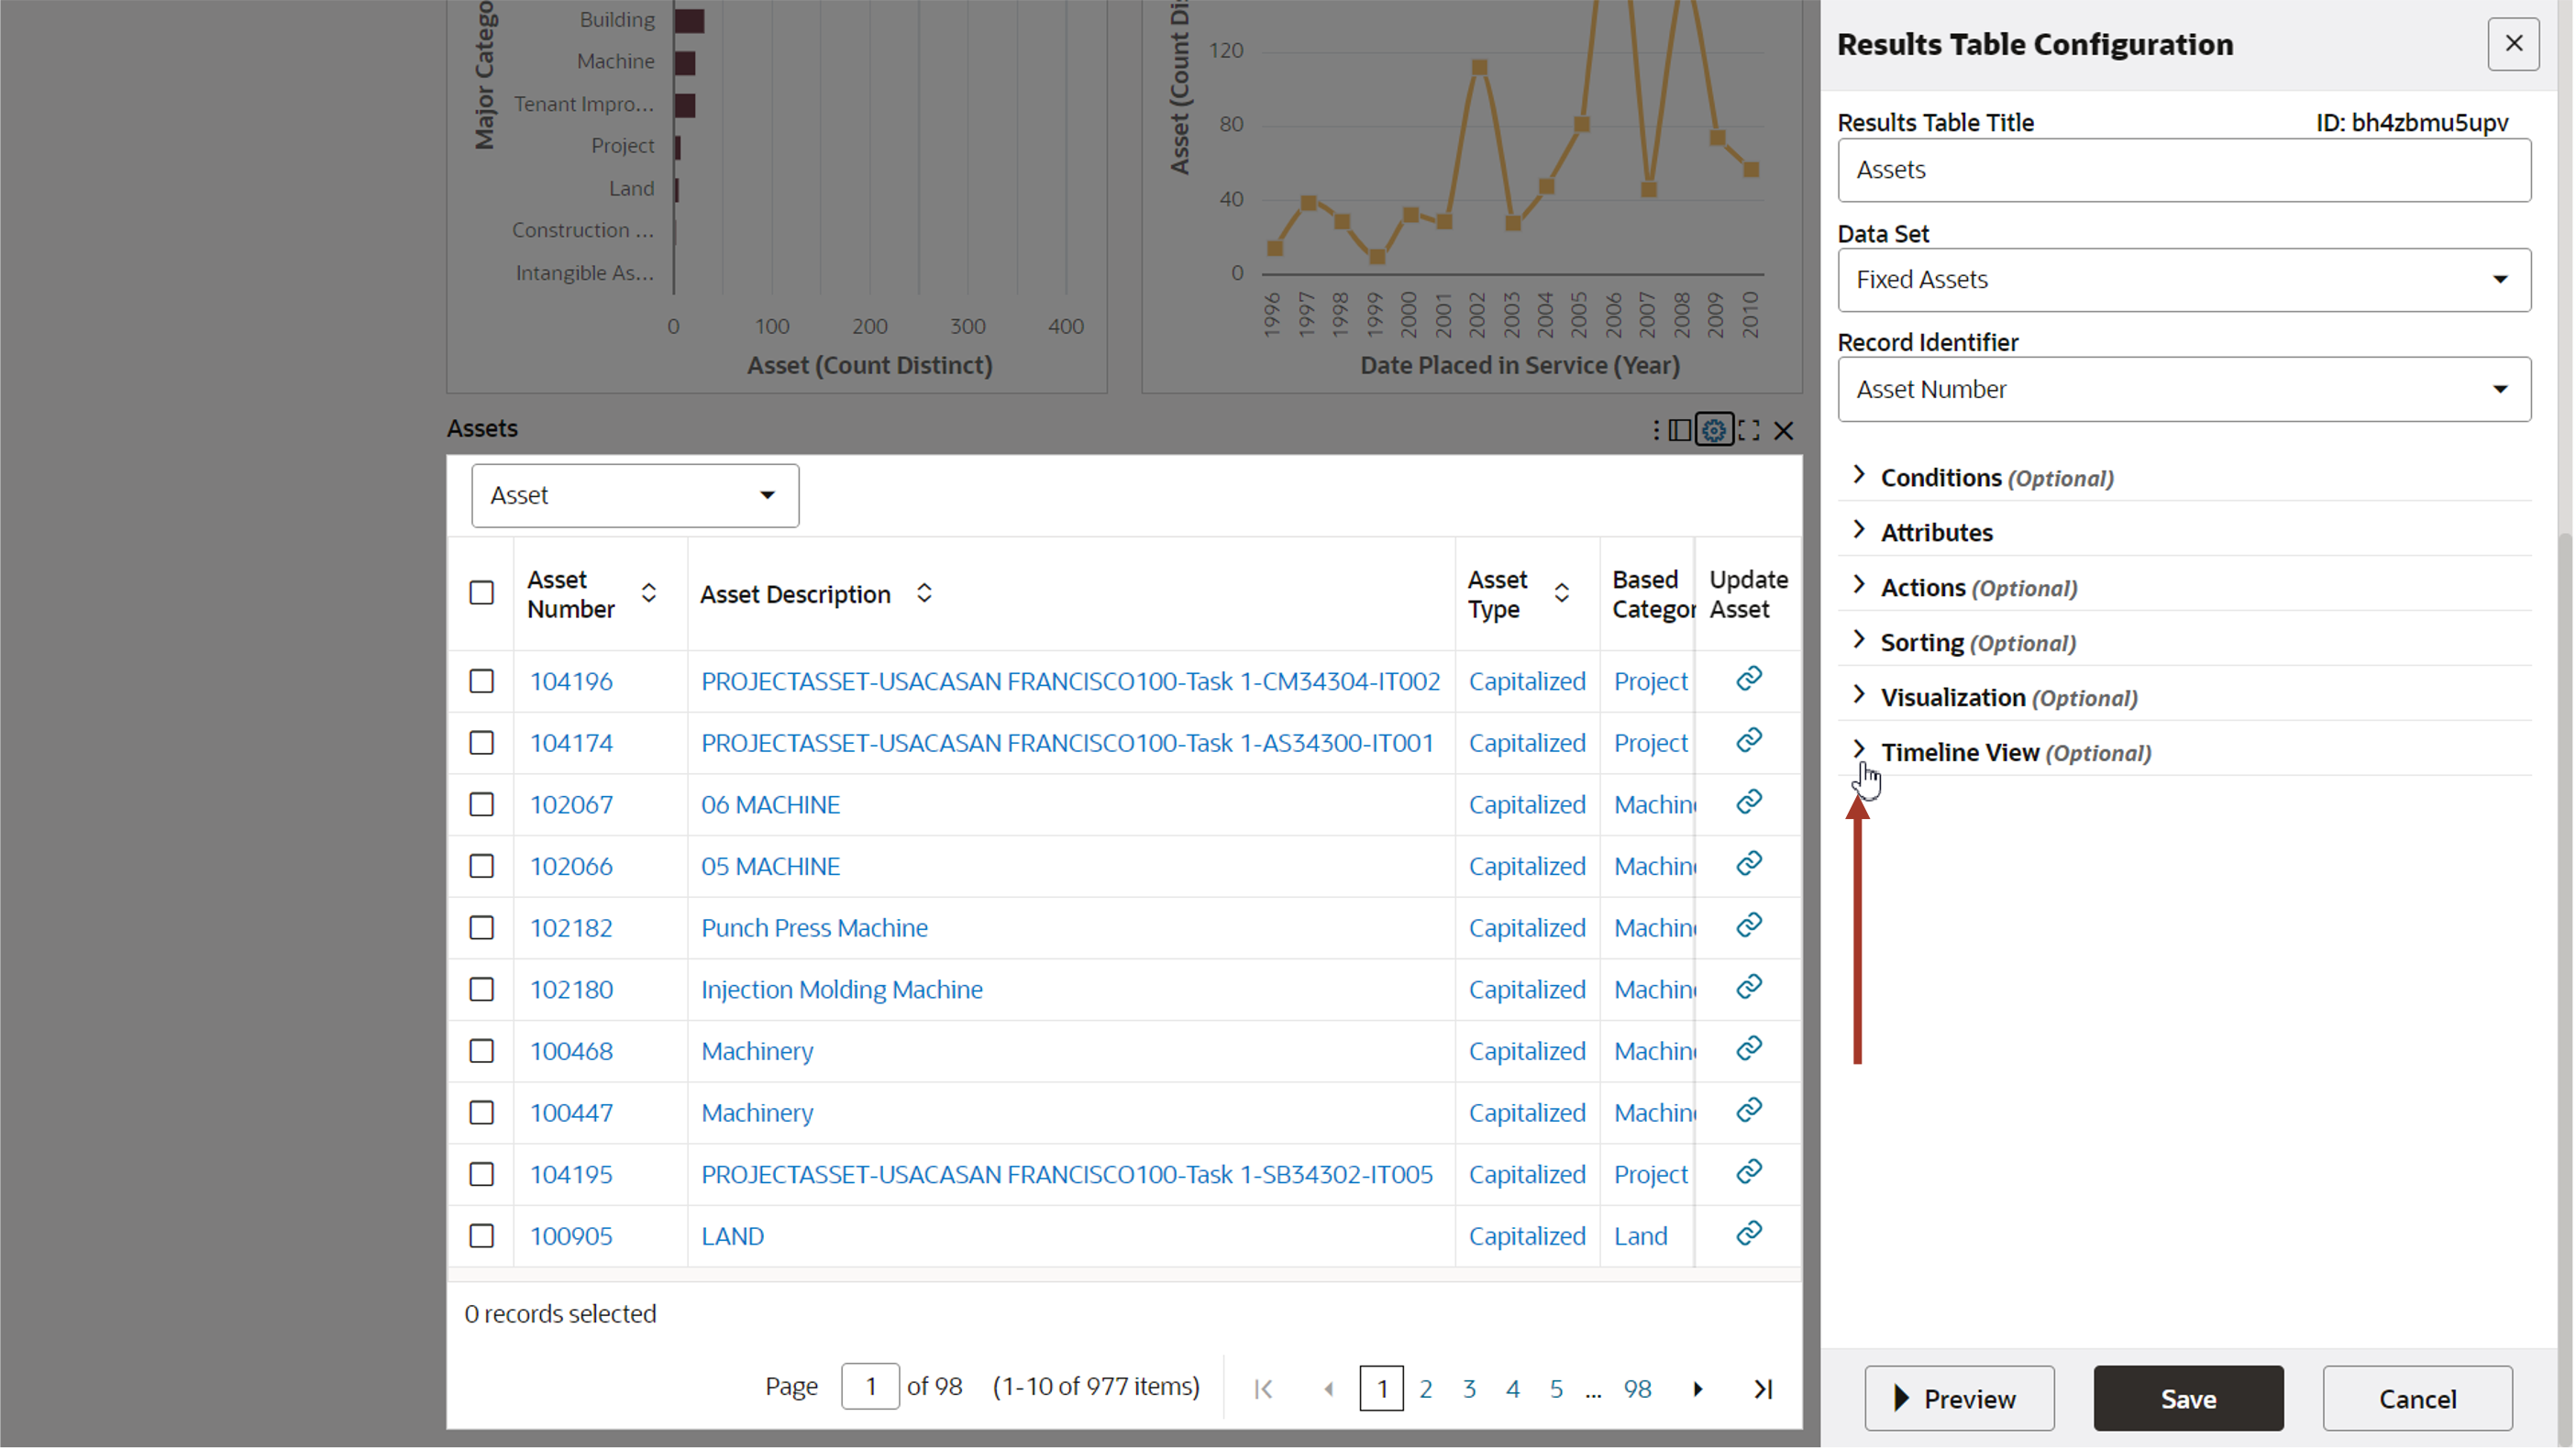 Major Catego
Building
Machine
Tenant Impro...
Project
Land
Construction ...
Intangible As...
0 100 200 300 400
Asset (Count Distinct)
Asset (Count Dis
120
80
40
0
1996 1997 1998 1999 2000 2001 2002 2003 2004 2005 2006 2007 2008 2009 2010
Date Placed in Service (Year)
Assets
Asset
Asset Number Asset Description Asset Type Based Categor Update Asset
104196 PROJECTASSET-USACASAN FRANCISCO100-Task 1-CM34304-IT002 Capitalized Project
104174 PROJECTASSET-USACASAN FRANCISCO100-Task 1-AS34300-IT001 Capitalized Project
102067 06 MACHINE Capitalized Machin
102066 05 MACHINE Capitalized Machin
102182 Punch Press Machine Capitalized Machin
102180 Injection Molding Machine Capitalized Machin
100468 Machinery Capitalized Machin
100447 Machinery Capitalized Machin
104195 PROJECTASSET-USACASAN FRANCISCO100-Task 1-SB34302-IT005 Capitalized Project
100905 LAND Capitalized Land
0 records selected
Page 1 of 98 (1-10 of 977 items) 1 2 3 4 5 ... 98
Results Table Configuration
Results Table Title ID: bh4zbmu5upv
Assets
Data Set
Fixed Assets
Record Identifier
Asset Number
Conditions (Optional)
Attributes
Actions (Optional)
Sorting (Optional)
Visualization (Optional)
Timeline View (Optional)
Preview Save Cancel